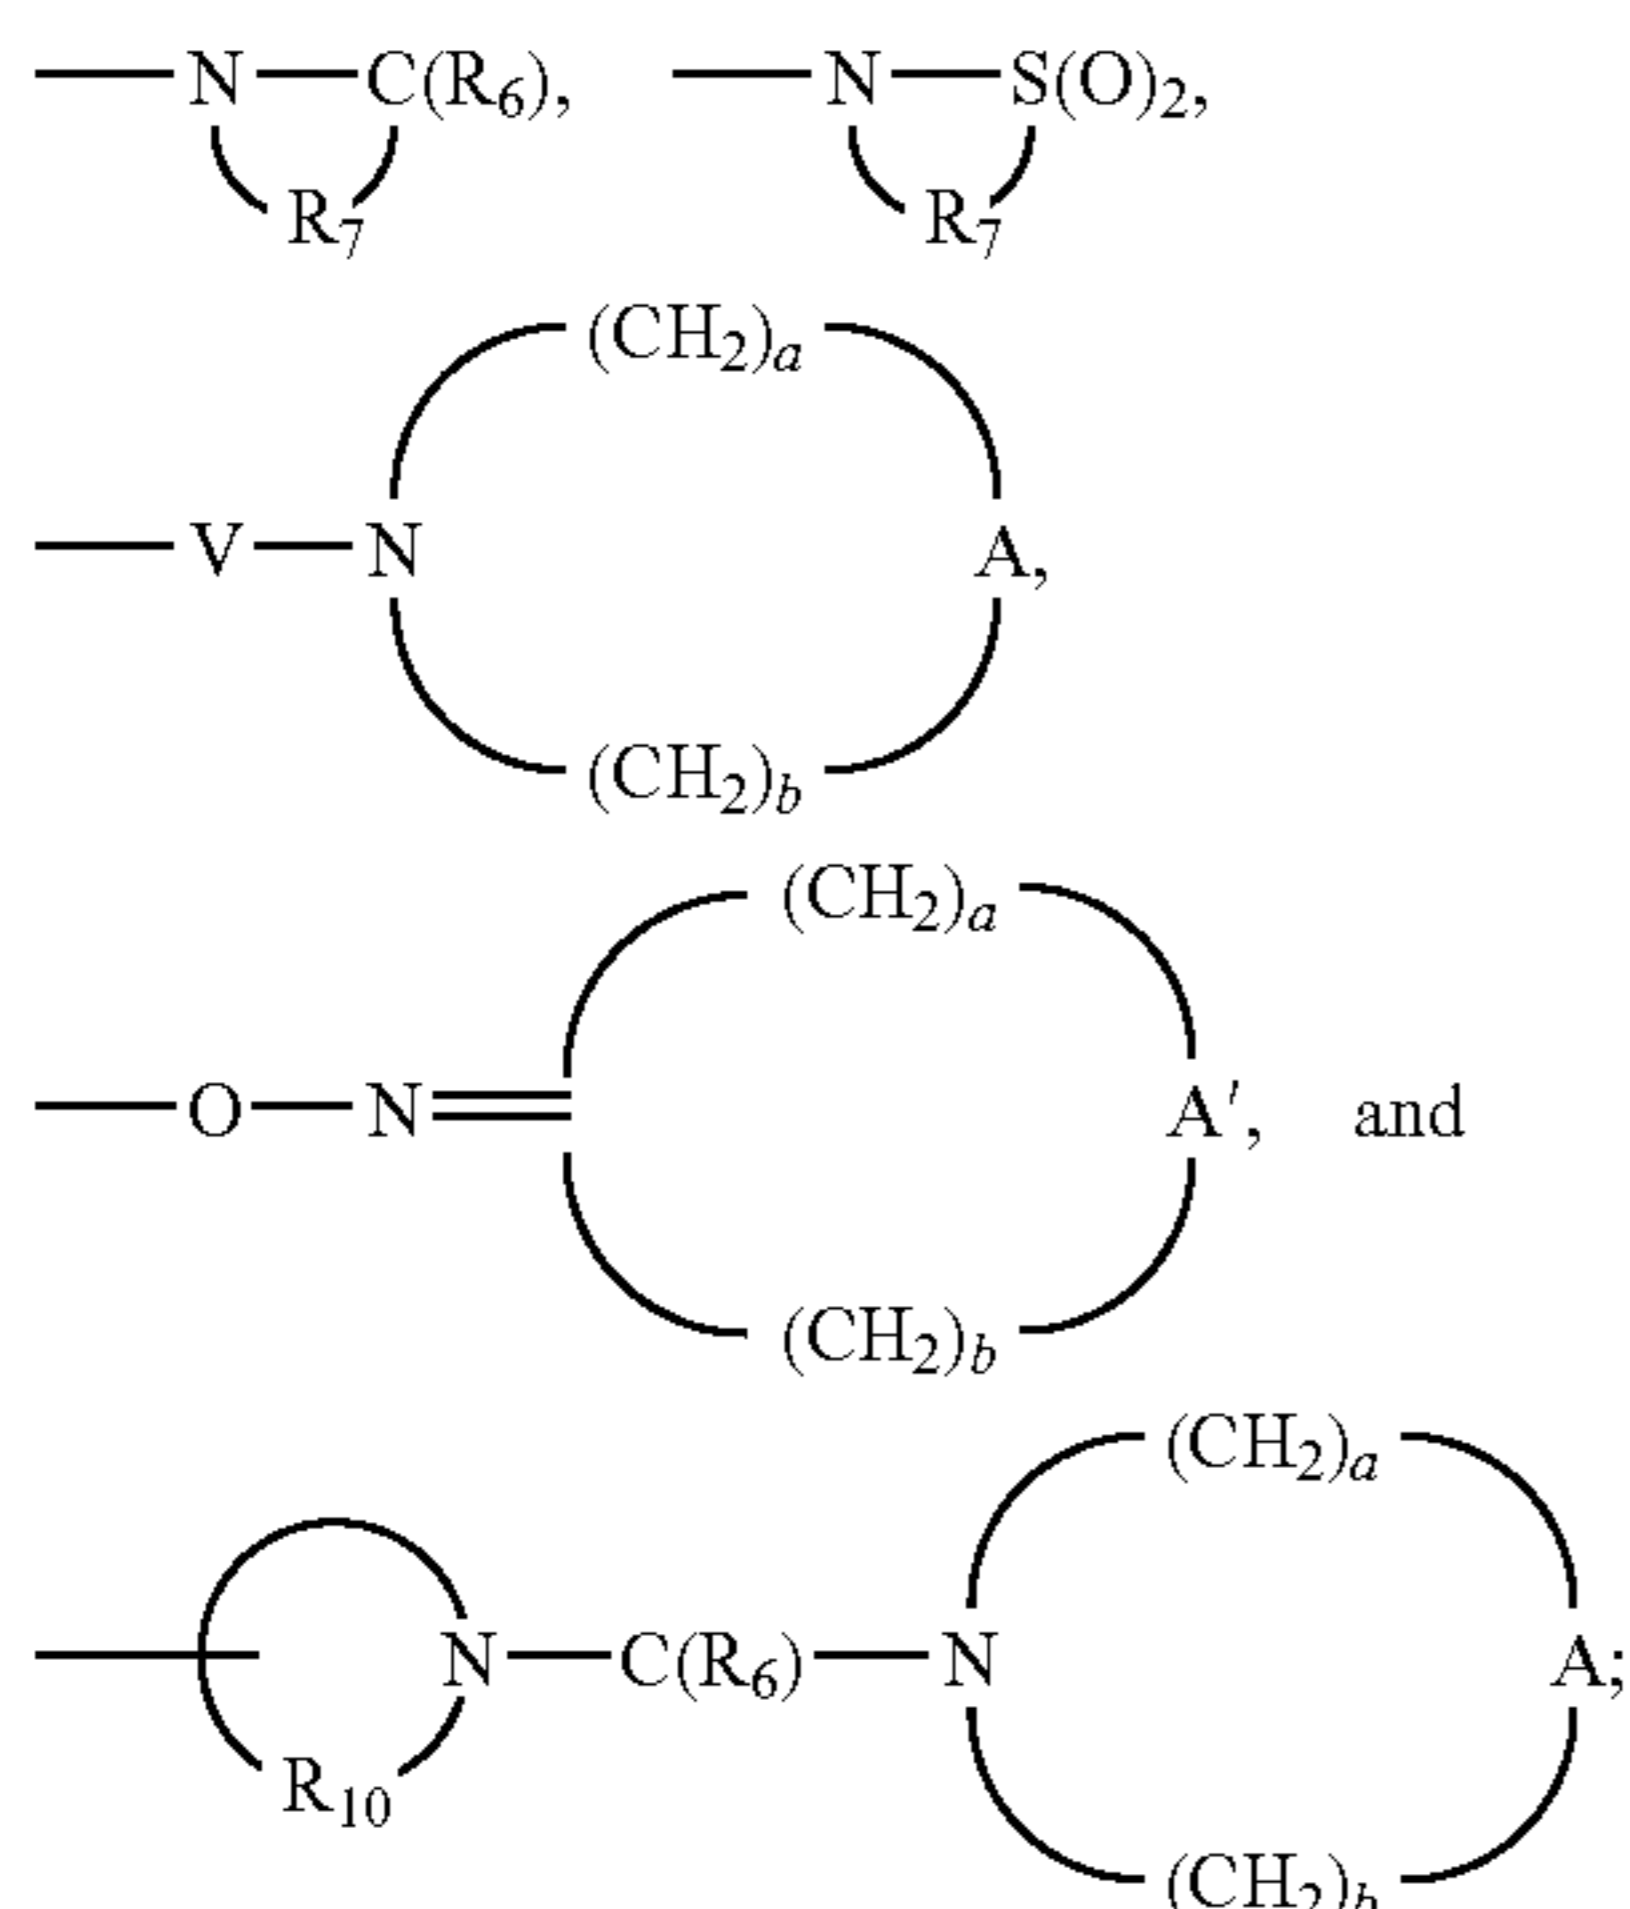 N C(R6), N S(O)2,
R7 R7
(CH2)a
V N A,
(CH2)b
(CH2)a
O N A', and
(CH2)b
(CH2)a
N C(R6) N A;
R10
(CH2)b